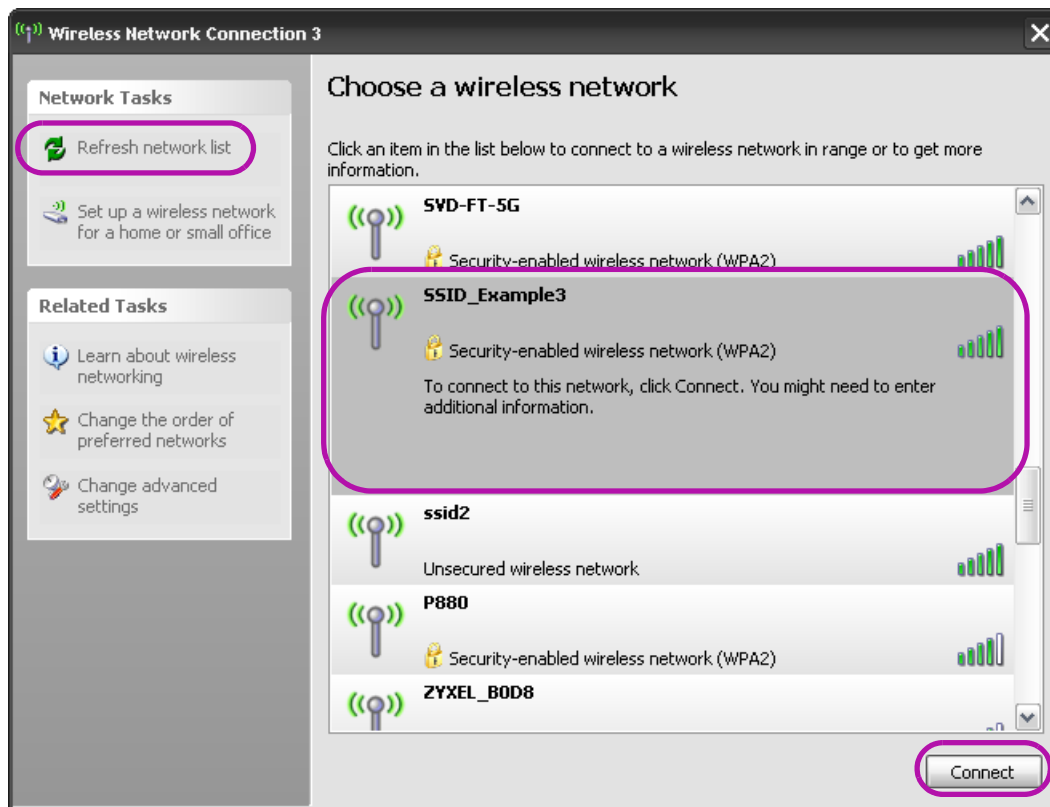 Wireless Network Connection 3
Network Tasks
Refresh network list
Set up a wireless network
for a home or small office
Related Tasks
Learn about wireless
networking
Change the order of
preferred networks
Change advanced
settings
Choose a wireless network
Click an item in the list below to connect to a wireless network in range or to get more
information.
SVD-FT-5G
Security-enabled wireless network (WPA2)
SSID_Example3
Security-enabled wireless network (WPA2)
To connect to this network, click Connect. You might need to enter
additional information.
ssid2
Unsecured wireless network
P880
Security-enabled wireless network (WPA2)
ZYXEL_B0D8
Connect